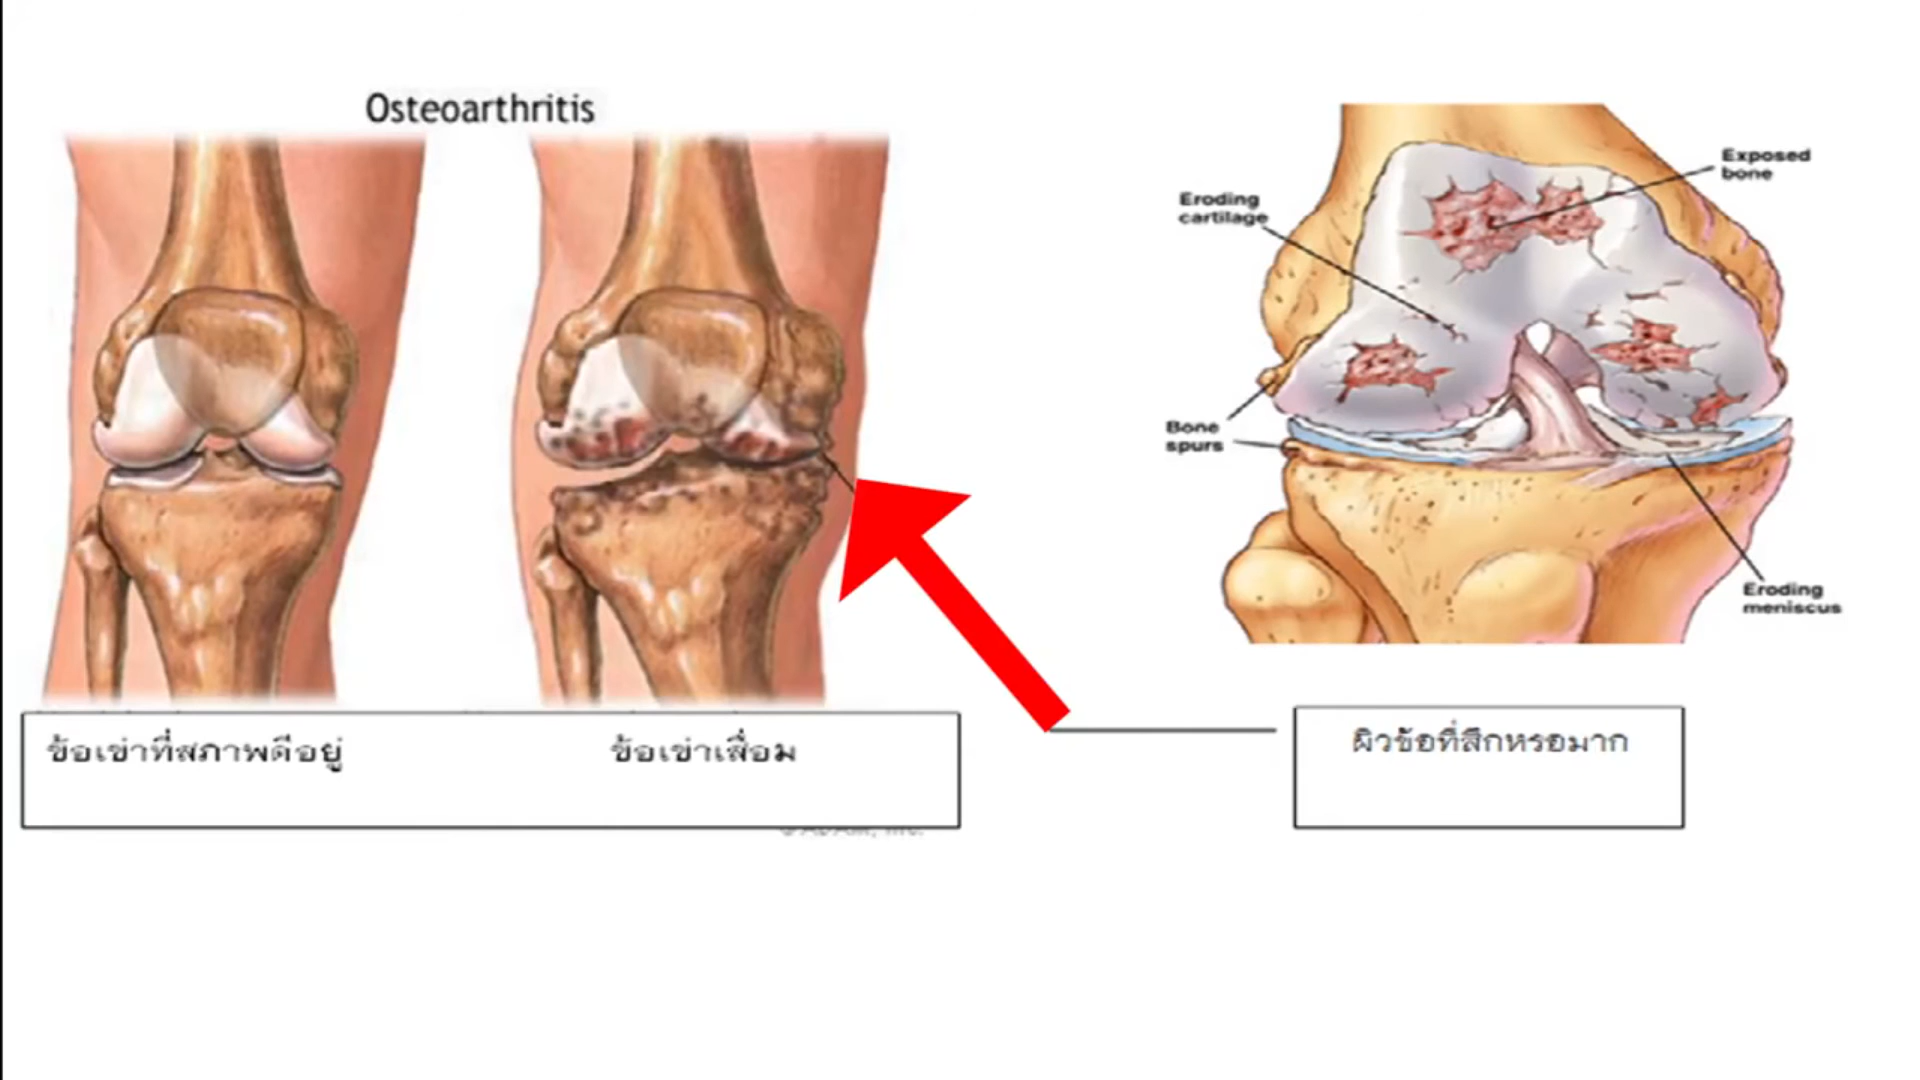 Osteoarthritis
Exposed
bone
Eroding
cartilage
Bone
spurs
Eroding
meniscus
ข้อเข่าที่สภาพดีอยู่ ข้อเข่าเสื่อม
ผิวข้อที่สึกหรอมาก